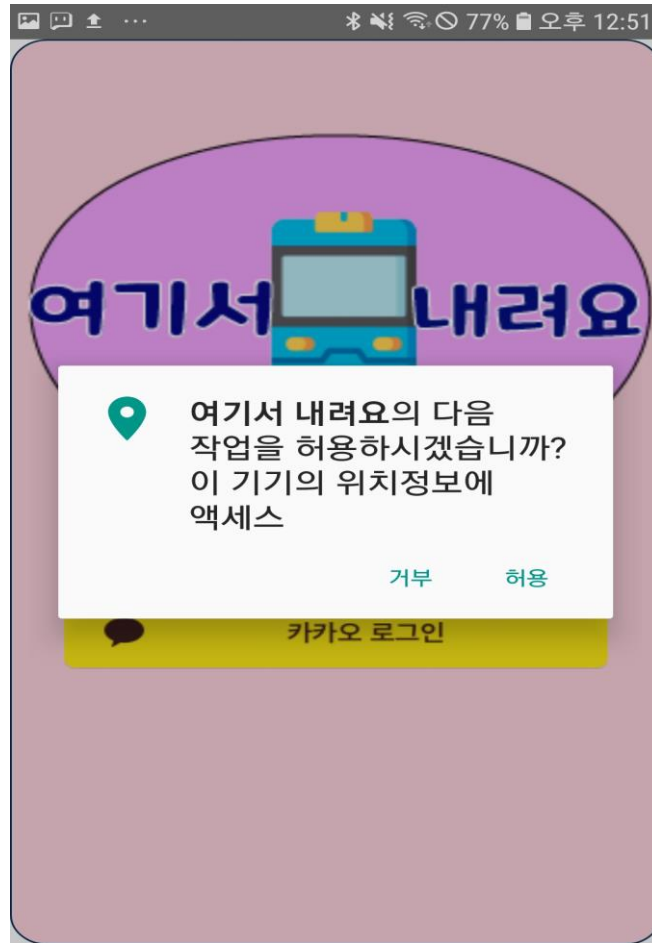 77% 오후 12:51
여기서 내려요
여기서 내려요의 다음
작업을 허용하시겠습니까?
이 기기의 위치정보에
액세스
거부 허용
카카오 로그인